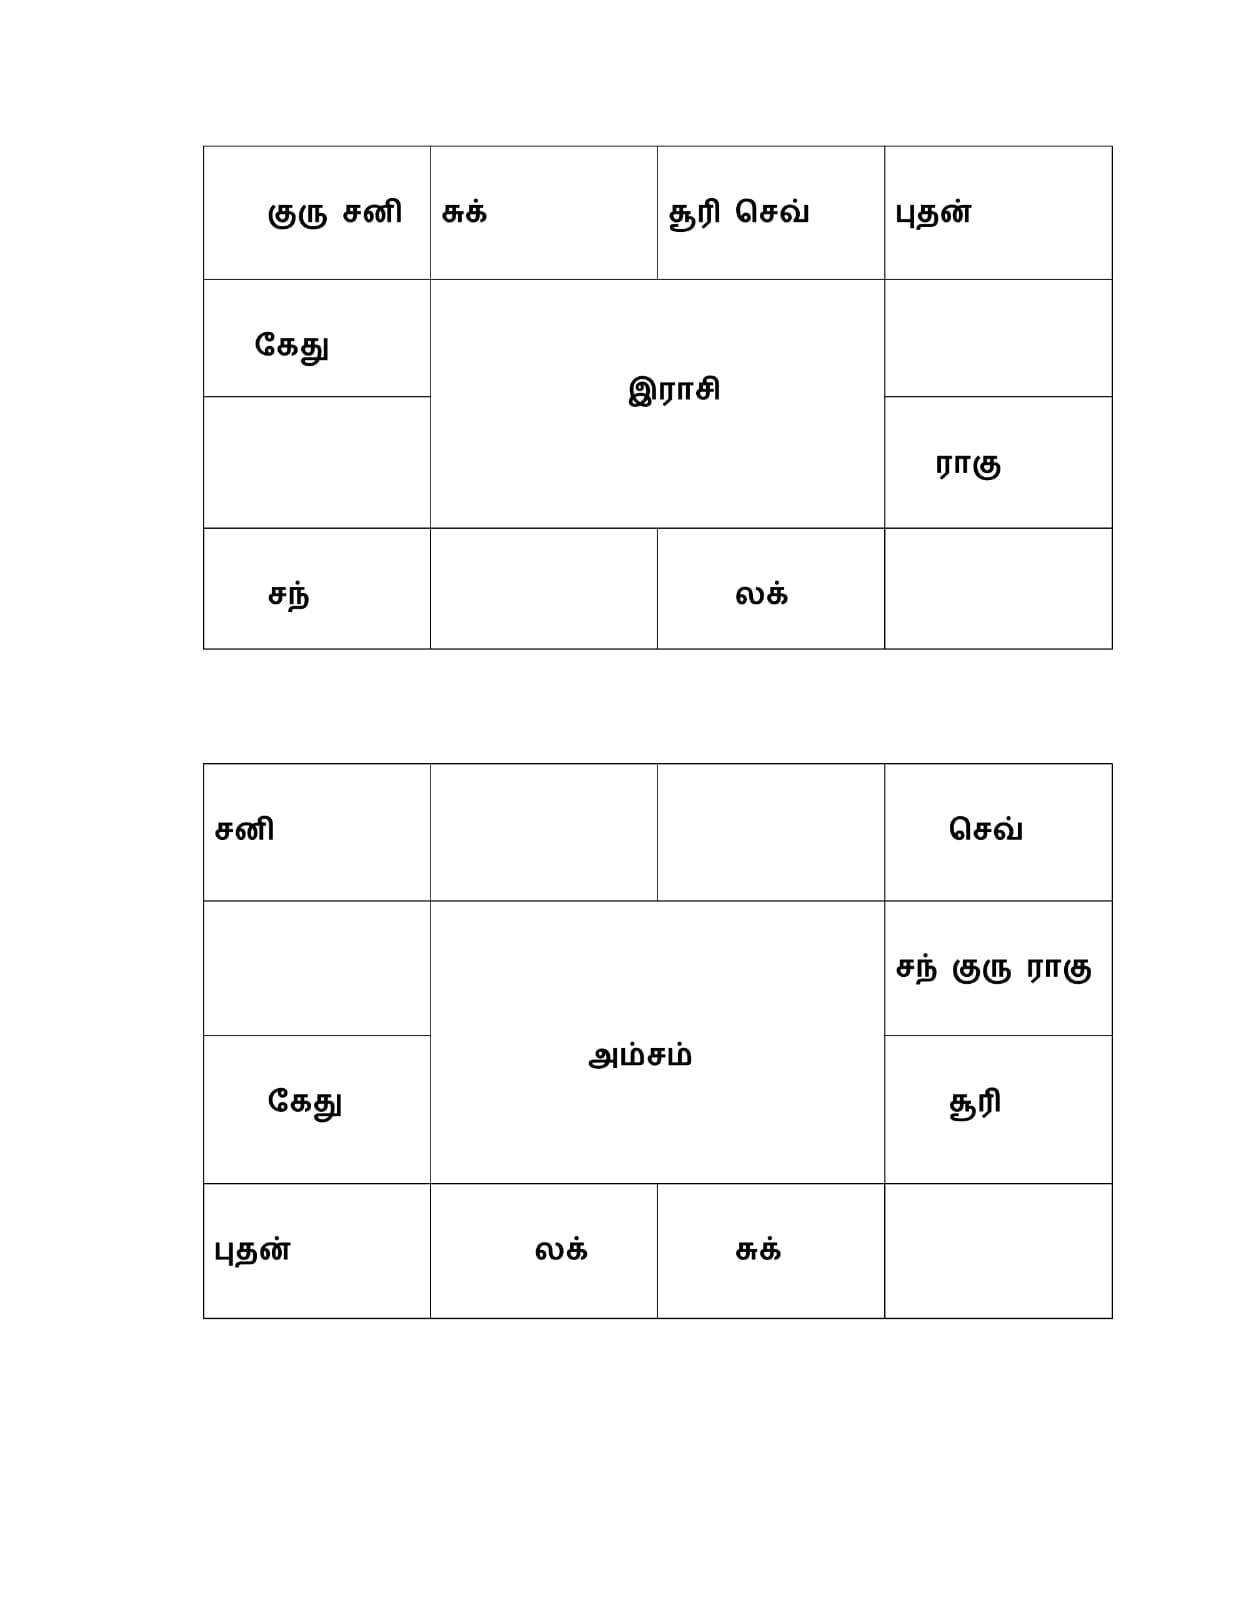 குரு சனி சுக் சூரி செவ் புதன்
கேது
இராசி
ராகு
சந் லக்
சனி செவ்
சந் குரு ராகு
அம்சம்
கேது சூரி
புதன் லக் சுக்